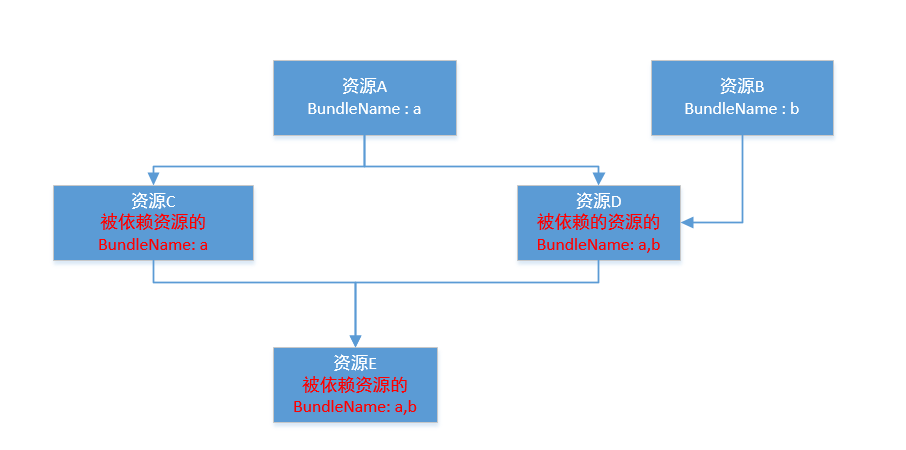 资源A
BundleName : a
资源B
BundleName : b
资源C
被依赖资源的
BundleName: a
资源D
被依赖的资源的
BundleName: a,b
资源E
被依赖资源的
BundleName: a,b